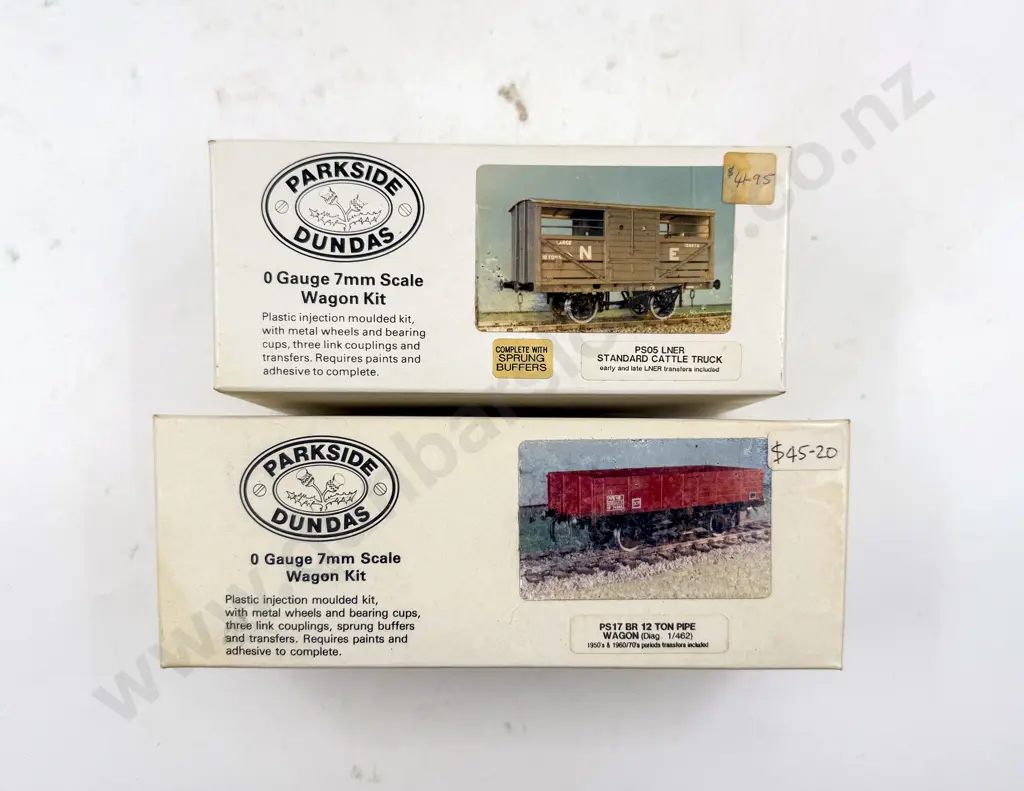 PARKSIDE
DUNDAS
0 Gauge 7mm Scale
Wagon Kit
Plastic injection moulded kit,
with metal wheels and bearing
cups, three link couplings and
transfers. Requires paints and
adhesive to complete.
LARGE
N E
$41-95
COMPLETE WITH
SPRUNG
BUFFERS
PS05 LNER
STANDARD CATTLE TRUCK
early and late LNER transfers included
PARKSIDE
DUNDAS
0 Gauge 7mm Scale
Wagon Kit
Plastic injection moulded kit,
with metal wheels and bearing cups,
three link couplings, sprung buffers
and transfers. Requires paints and
adhesive to complete.
$45-20
PS17 BR 12 TON PIPE
WAGON (Diag. 1/462)
1950's & 1960/70's periods transfers included